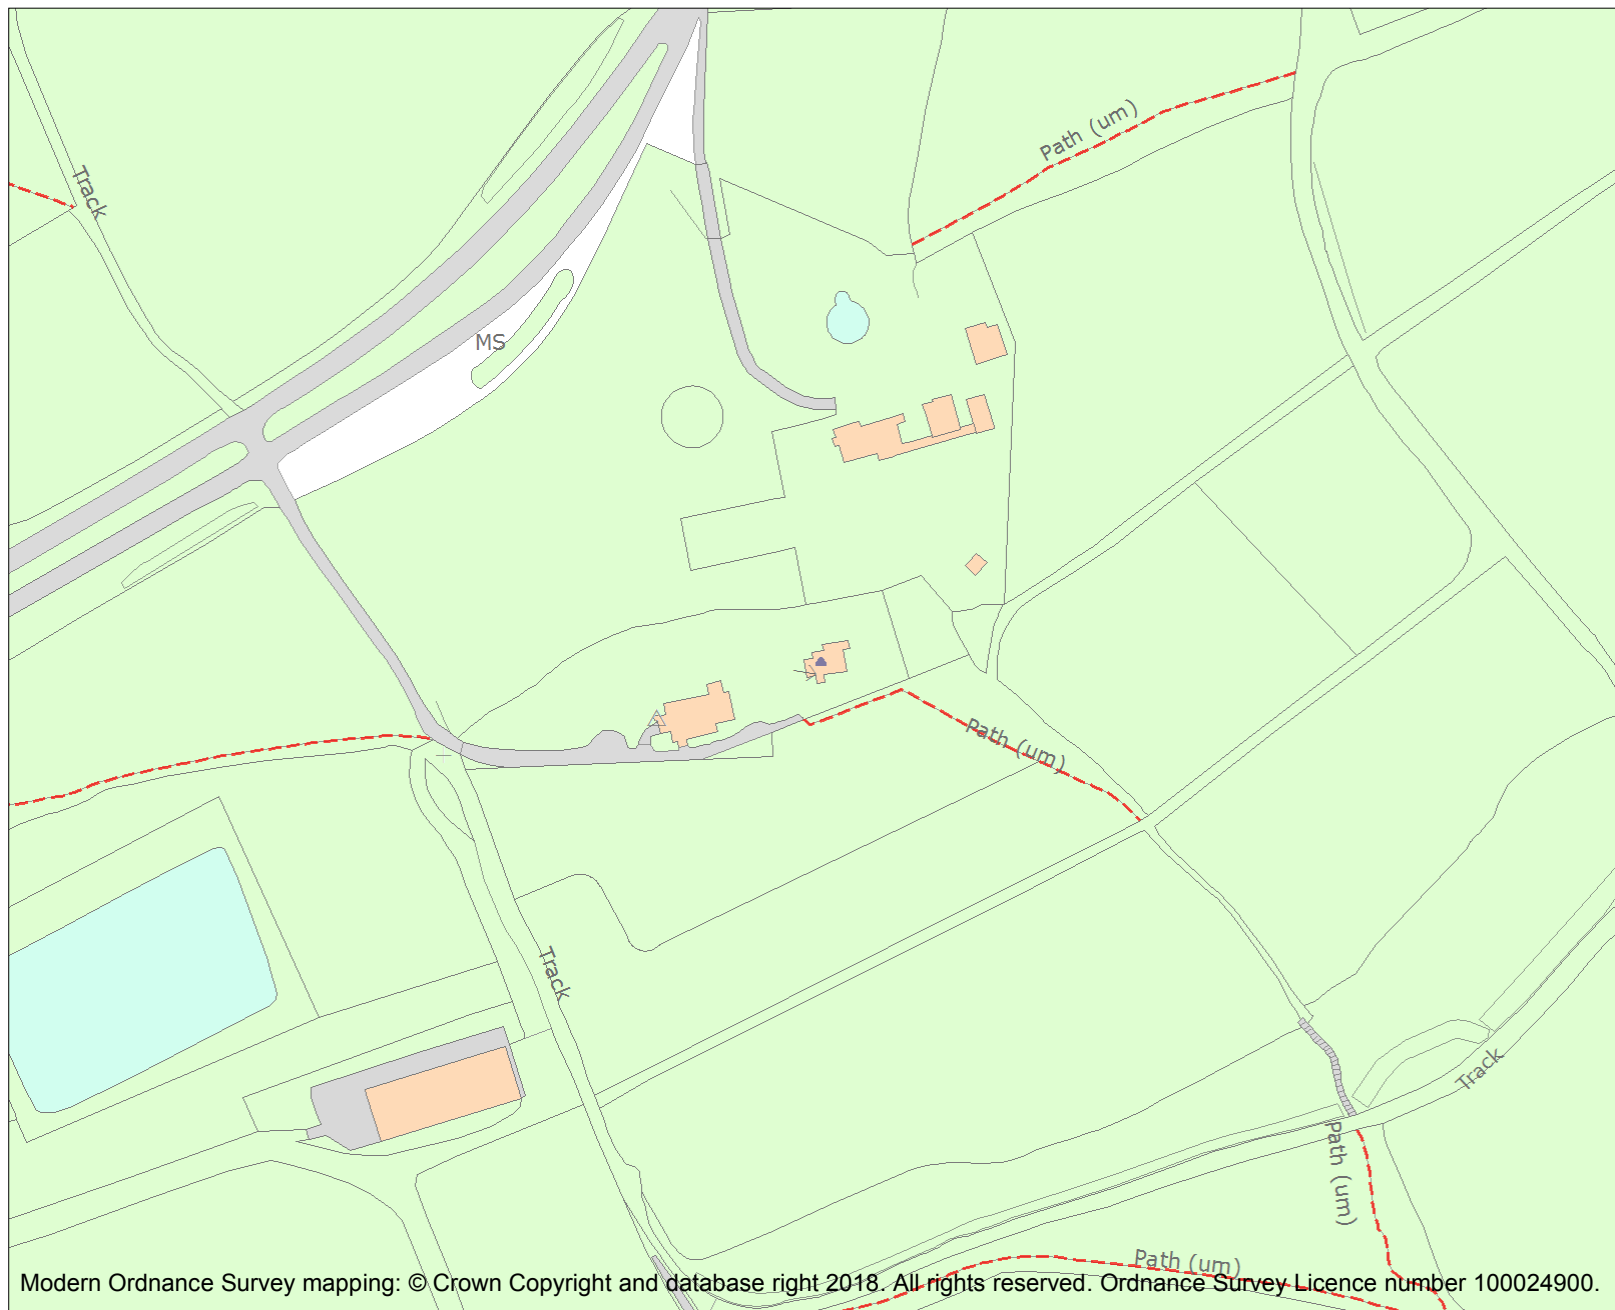 Path (um)
Track
MS
Path (um)
Track
Track
Path (um)
Path (um)
Modern Ordnance Survey mapping: © Crown Copyright and database right 2018. All rights reserved. Ordnance Survey Licence number 100024900.